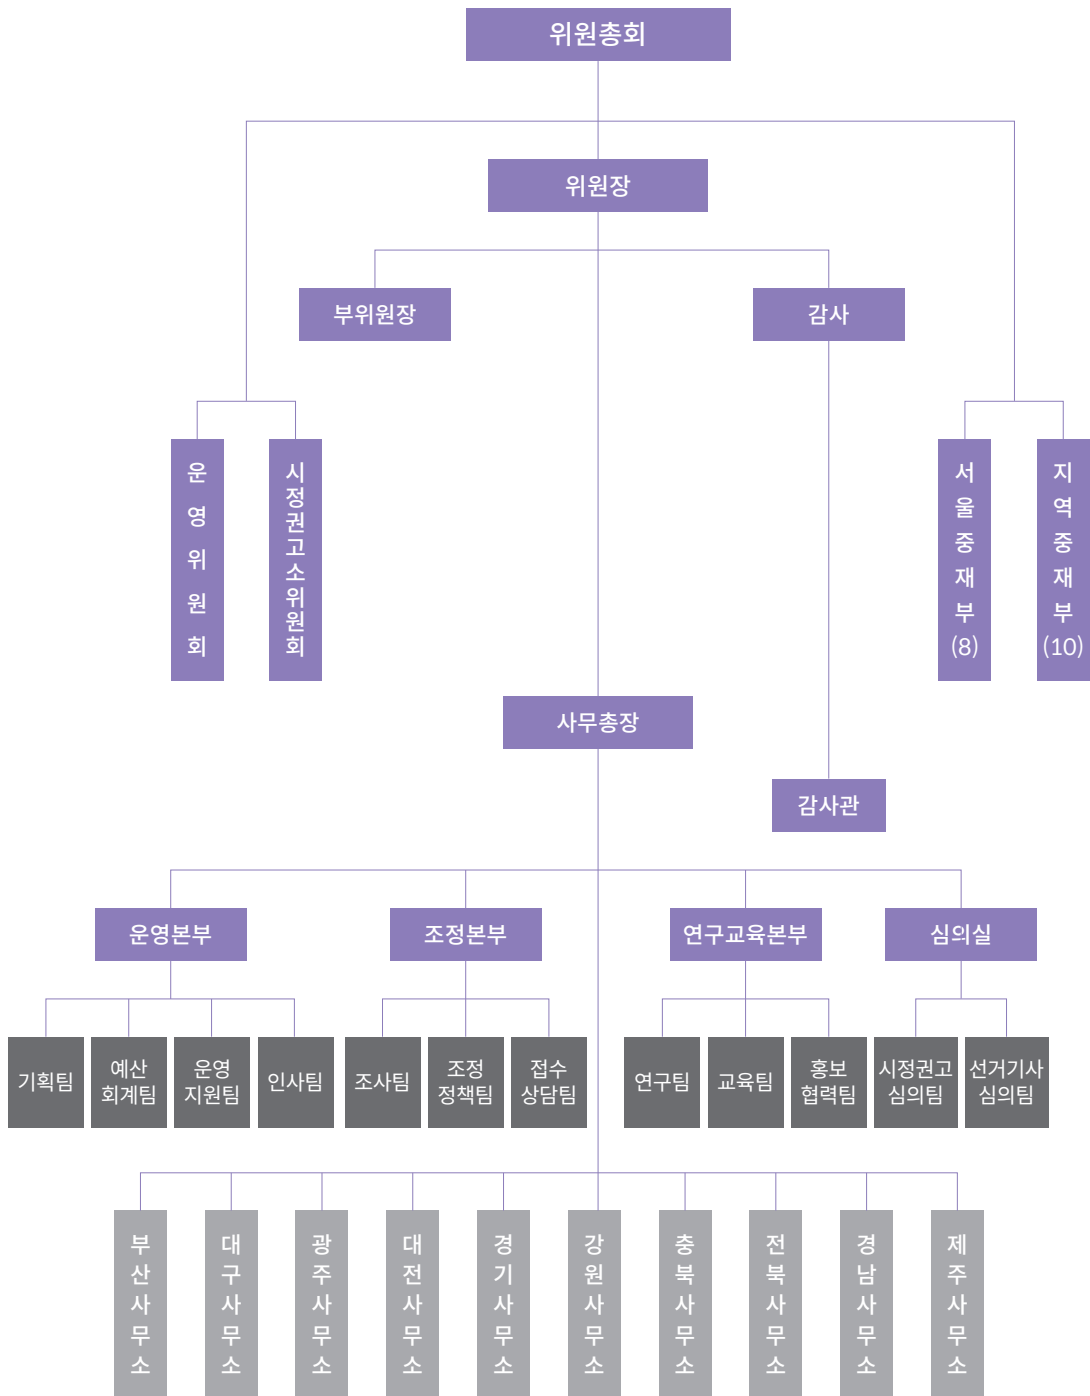 위원총회
위원장
부위원장
감사
운영위원회
시정권고소위원회
서울중재부(8)
지역중재부(10)
사무총장
감사관
운영본부
조정본부
연구교육본부
심의실
기획팀
예산
회계팀
운영
지원팀
인사팀
조사팀
조정
정책팀
접수
상담팀
연구팀
교육팀
홍보
협력팀
시정권고
심의팀
선거기사
심의팀
부산사무소
대구사무소
광주사무소
대전사무소
경기사무소
강원사무소
충북사무소
전북사무소
경남사무소
제주사무소